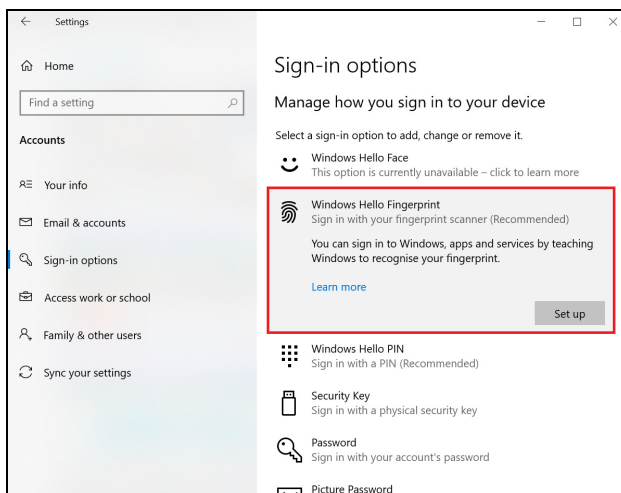 Settings
Home
Find a setting
Accounts
Your info
Email & accounts
Sign-in options
Access work or school
Family & other users
Sync your settings
Sign-in options
Manage how you sign in to your device
Select a sign-in option to add, change or remove it.
Windows Hello Face
This option is currently unavailable – click to learn more
Windows Hello Fingerprint
Sign in with your fingerprint scanner (Recommended)
You can sign in to Windows, apps and services by teaching
Windows to recognise your fingerprint.
Learn more
Set up
Windows Hello PIN
Sign in with a PIN (Recommended)
Security Key
Sign in with a physical security key
Password
Sign in with your account's password
Picture Password